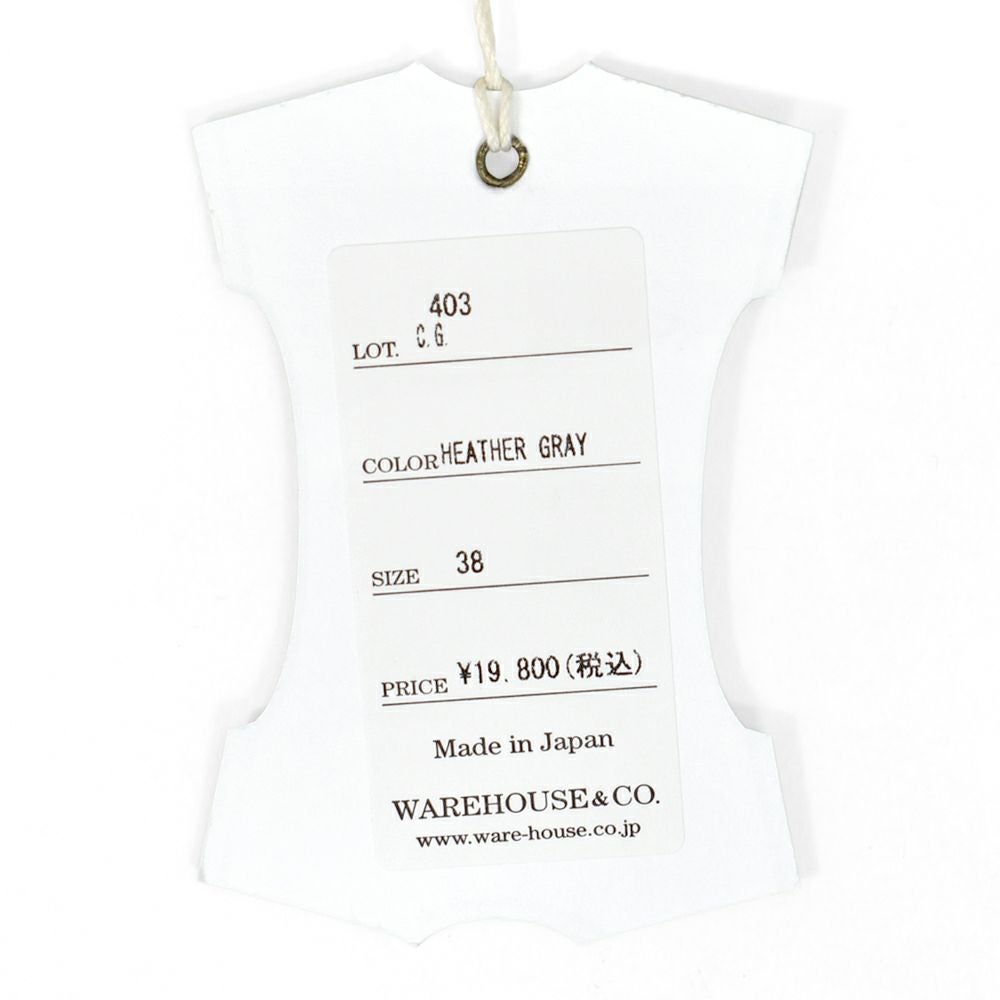 403
LOT. C.G.
COLOR HEATHER GRAY
SIZE 38
PRICE ¥19.800(税込)
Made in Japan
WAREHOUSE & CO.
www.ware-house.co.jp